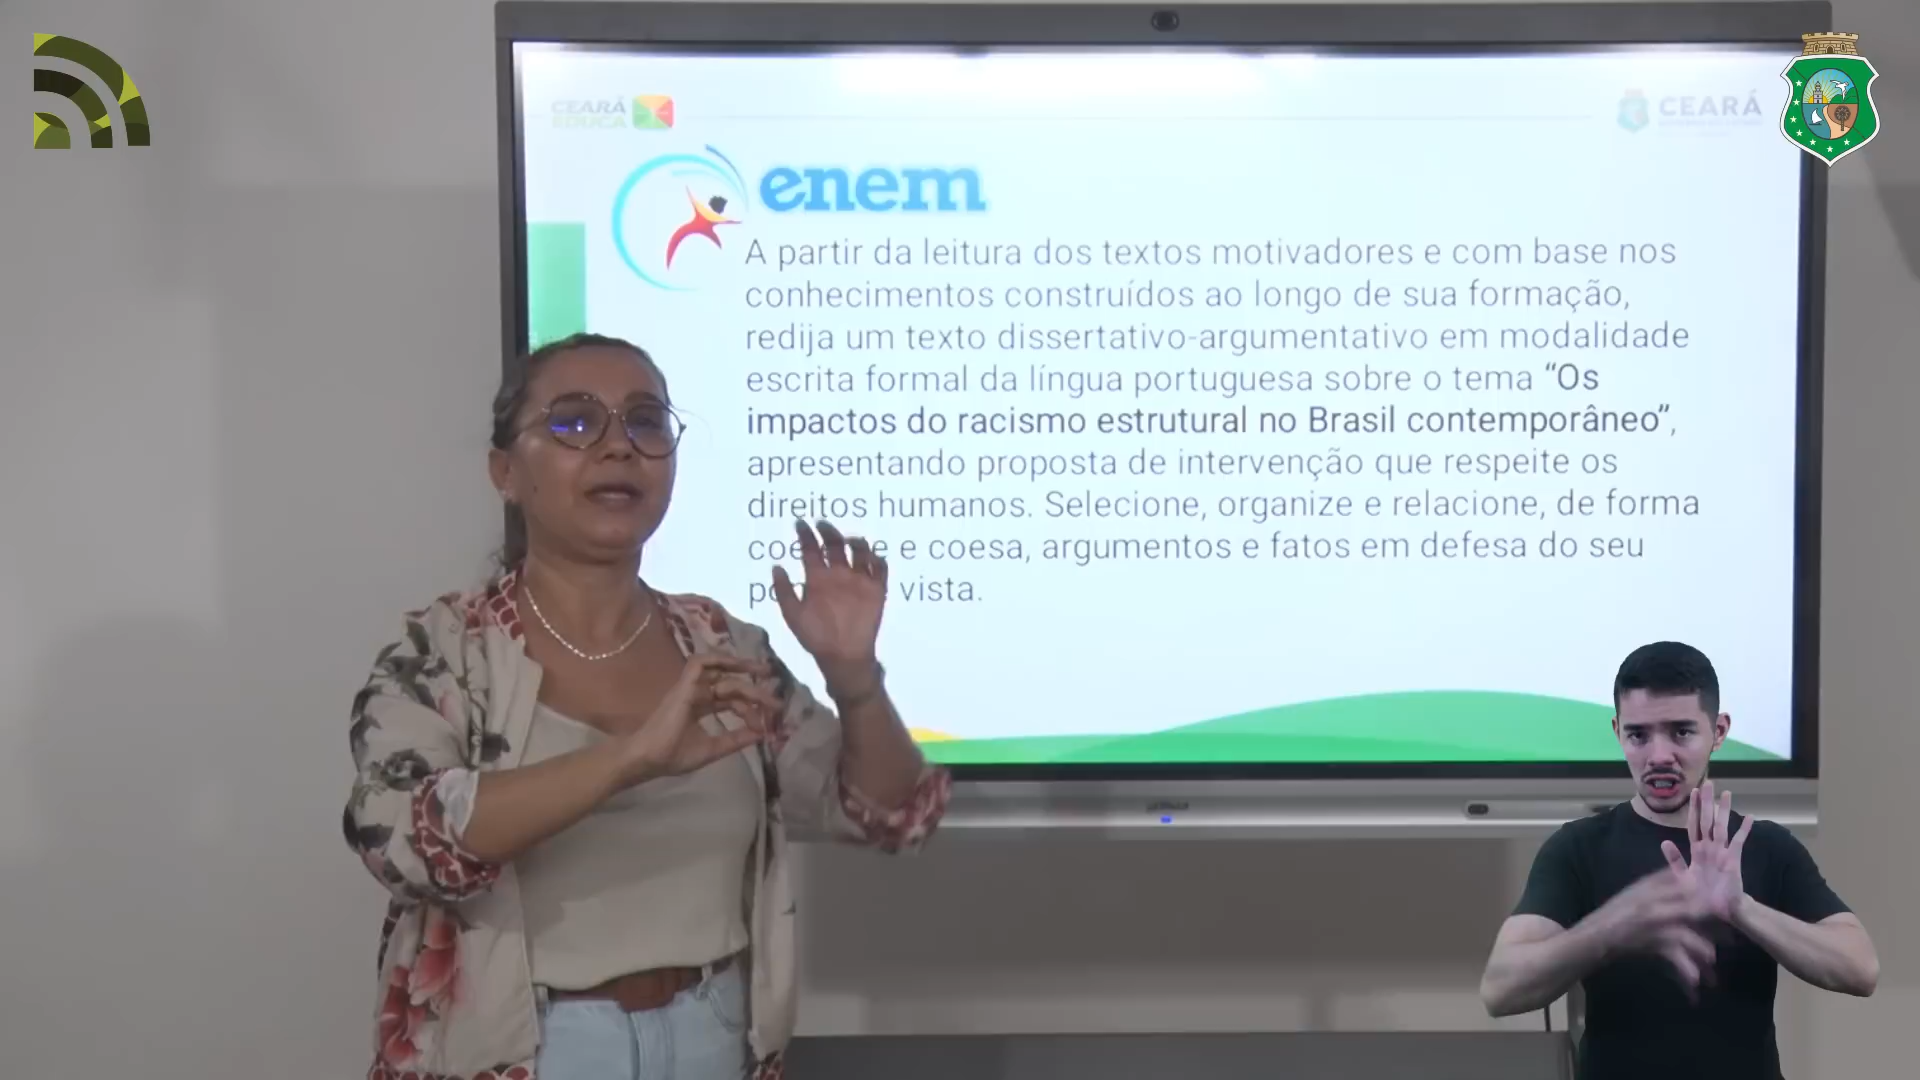 CEARÁ
EDUCA
CEARÁ
enem
A partir da leitura dos textos motivadores e com base nos
conhecimentos construídos ao longo de sua formação,
redija um texto dissertativo-argumentativo em modalidade
escrita formal da língua portuguesa sobre o tema “Os
impactos do racismo estrutural no Brasil contemporâneo”,
apresentando proposta de intervenção que respeite os
direitos humanos. Selecione, organize e relacione, de forma
e coesa, argumentos e fatos em defesa do seu
vista.